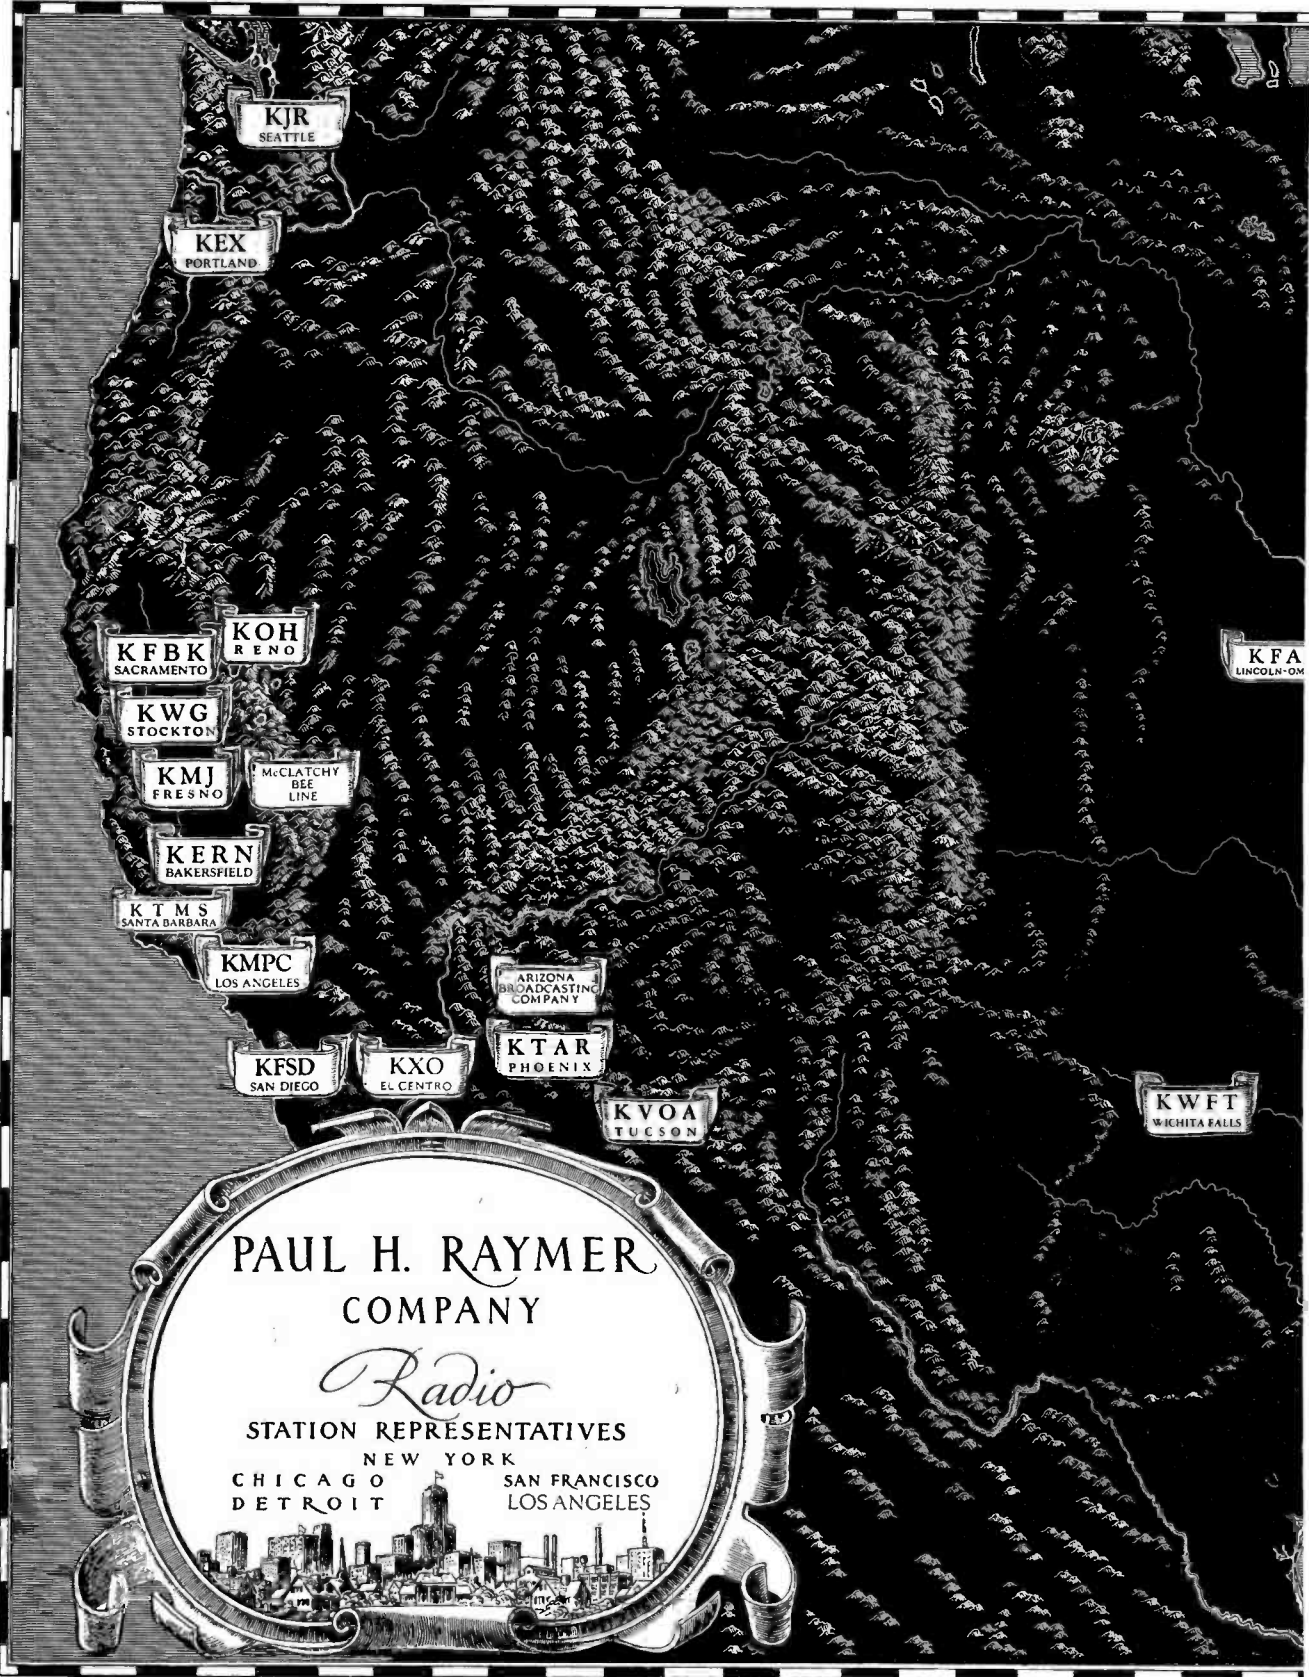 KJR
SEATTLE
KEX
PORTLAND
KOH
RENO
KFBK
SACRAMENTO
KFA
LINCOLN-OM
KWG
STOCKTON
KMJ
FRESNO
McCLATCHY
BEE
LINE
KERN
BAKERSFIELD
KTMS
SANTA BARBARA
KMPC
LOS ANGELES
ARIZONA
BROADCASTING
COMPANY
KTAR
PHOENIX
KFSD
SAN DIEGO
KXO
EL CENTRO
KVOA
TUCSON
KWFT
WICHITA FALLS
PAUL H. RAYMER
COMPANY
Radio
STATION REPRESENTATIVES
NEW YORK
CHICAGO SAN FRANCISCO
DETROIT LOS ANGELES